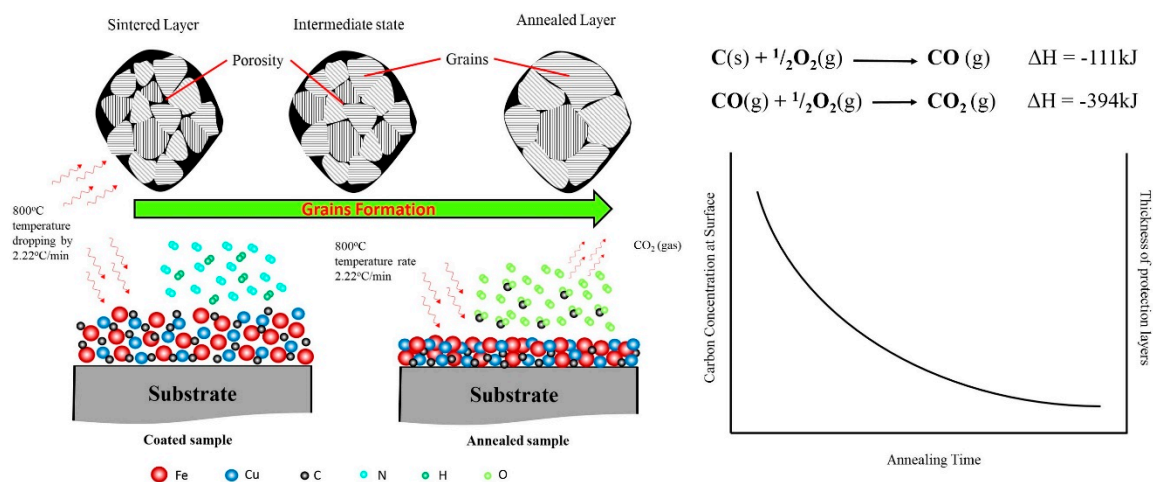 Sintered Layer
Intermediate state
Annealed Layer
Porosity
Grains
800°C
temperature
dropping by
2.22°C/min
Grains Formation
800°C
temperature rate
2.22°C/min
CO₂ (gas)
Substrate
Substrate
Coated sample
Annealed sample
Fe
Cu
C
N
H
O
C(s) + ¹/₂O₂(g) → CO (g) ΔH = -111kJ
CO(g) + ¹/₂O₂(g) → CO₂ (g) ΔH = -394kJ
Carbon Concentration at Surface
Thickness of protection layers
Annealing Time